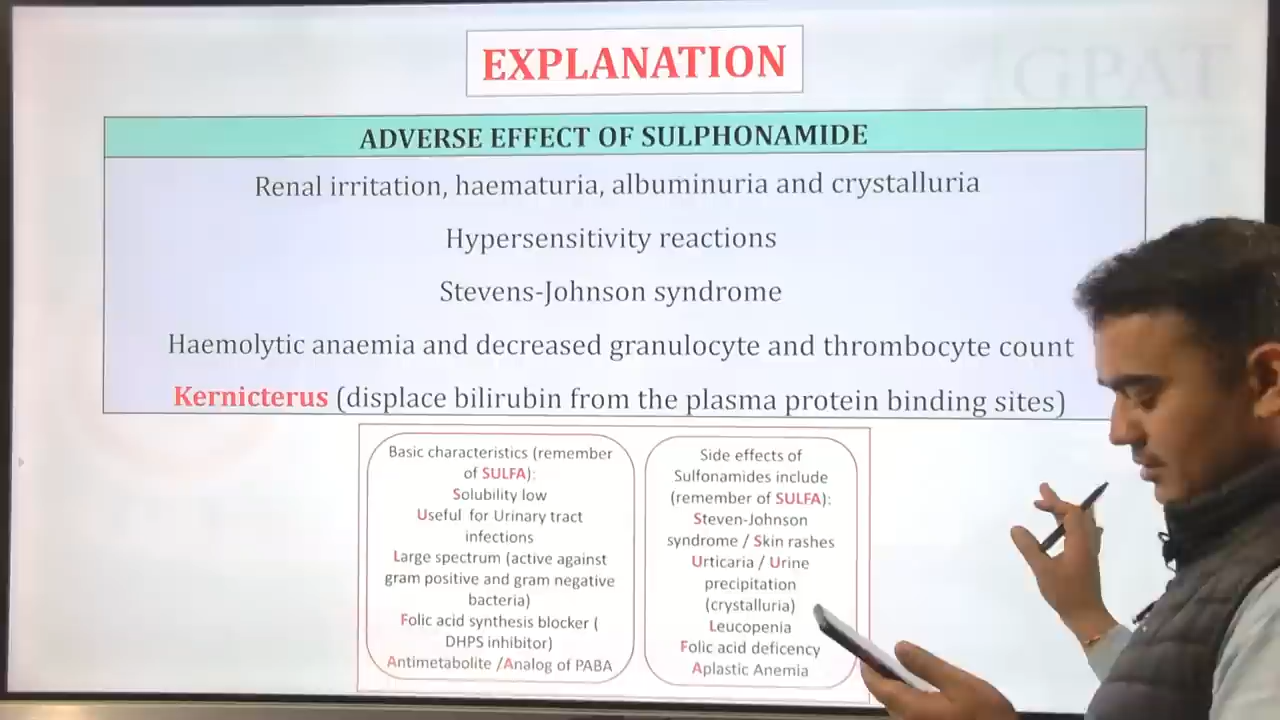 GPAT
EXPLANATION
ADVERSE EFFECT OF SULPHONAMIDE
Renal irritation, haematuria, albuminuria and crystalluria
Hypersensitivity reactions
Stevens-Johnson syndrome
Haemolytic anaemia and decreased granulocyte and thrombocyte count
Kernicterus (displace bilirubin from the plasma protein binding sites)
Basic characteristics (remember
of SULFA):
Solubility low
Useful for Urinary tract
infections
Large spectrum (active against
gram positive and gram negative
bacteria)
Folic acid synthesis blocker (
DHPS inhibitor)
Antimetabolite /Analog of PABA
Side effects of
Sulfonamides include
(remember of SULFA):
Steven-Johnson
syndrome / Skin rashes
Urticaria / Urine
precipitation
(crystalluria)
Leucopenia
Folic acid deficency
Aplastic Anemia